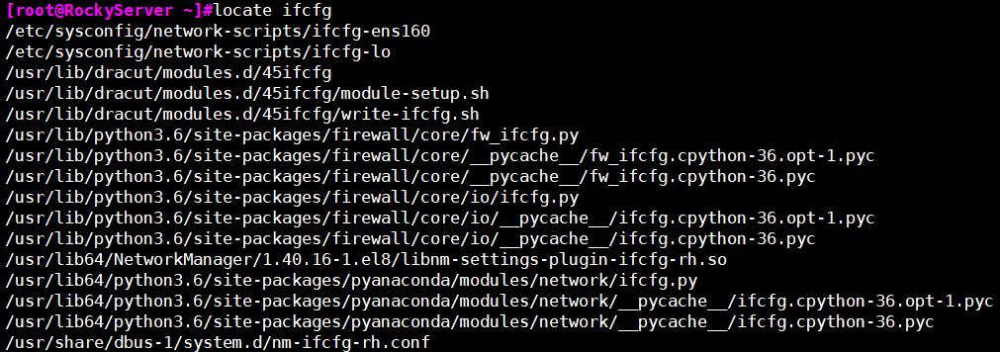 [root@RockyServer ~]#locate ifcfg
/etc/sysconfig/network-scripts/ifcfg-ens160
/etc/sysconfig/network-scripts/ifcfg-lo
/usr/lib/dracut/modules.d/45ifcfg
/usr/lib/dracut/modules.d/45ifcfg/module-setup.sh
/usr/lib/dracut/modules.d/45ifcfg/write-ifcfg.sh
/usr/lib/python3.6/site-packages/firewall/core/fw_ifcfg.py
/usr/lib/python3.6/site-packages/firewall/core/__pycache__/fw_ifcfg.cpython-36.opt-1.pyc
/usr/lib/python3.6/site-packages/firewall/core/__pycache__/fw_ifcfg.cpython-36.pyc
/usr/lib/python3.6/site-packages/firewall/core/io/ifcfg.py
/usr/lib/python3.6/site-packages/firewall/core/io/__pycache__/ifcfg.cpython-36.opt-1.pyc
/usr/lib/python3.6/site-packages/firewall/core/io/__pycache__/ifcfg.cpython-36.pyc
/usr/lib64/NetworkManager/1.40.16-1.el8/libnm-settings-plugin-ifcfg-rh.so
/usr/lib64/python3.6/site-packages/pyanaconda/modules/network/ifcfg.py
/usr/lib64/python3.6/site-packages/pyanaconda/modules/network/__pycache__/ifcfg.cpython-36.opt-1.pyc
/usr/lib64/python3.6/site-packages/pyanaconda/modules/network/__pycache__/ifcfg.cpython-36.pyc
/usr/share/dbus-1/system.d/nm-ifcfg-rh.conf